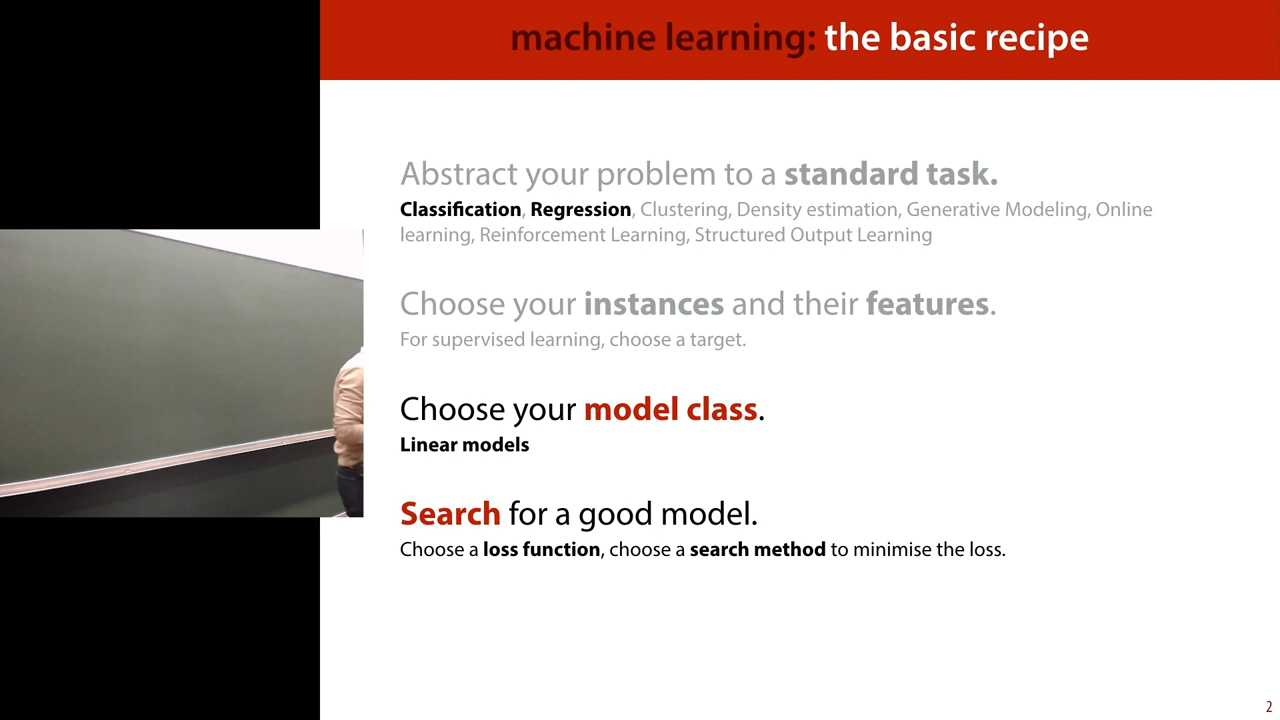 machine learning: the basic recipe
Abstract your problem to a standard task.
Classification, Regression, Clustering, Density estimation, Generative Modeling, Online
learning, Reinforcement Learning, Structured Output Learning
Choose your instances and their features.
For supervised learning, choose a target.
Choose your model class.
Linear models
Search for a good model.
Choose a loss function, choose a search method to minimise the loss.
2